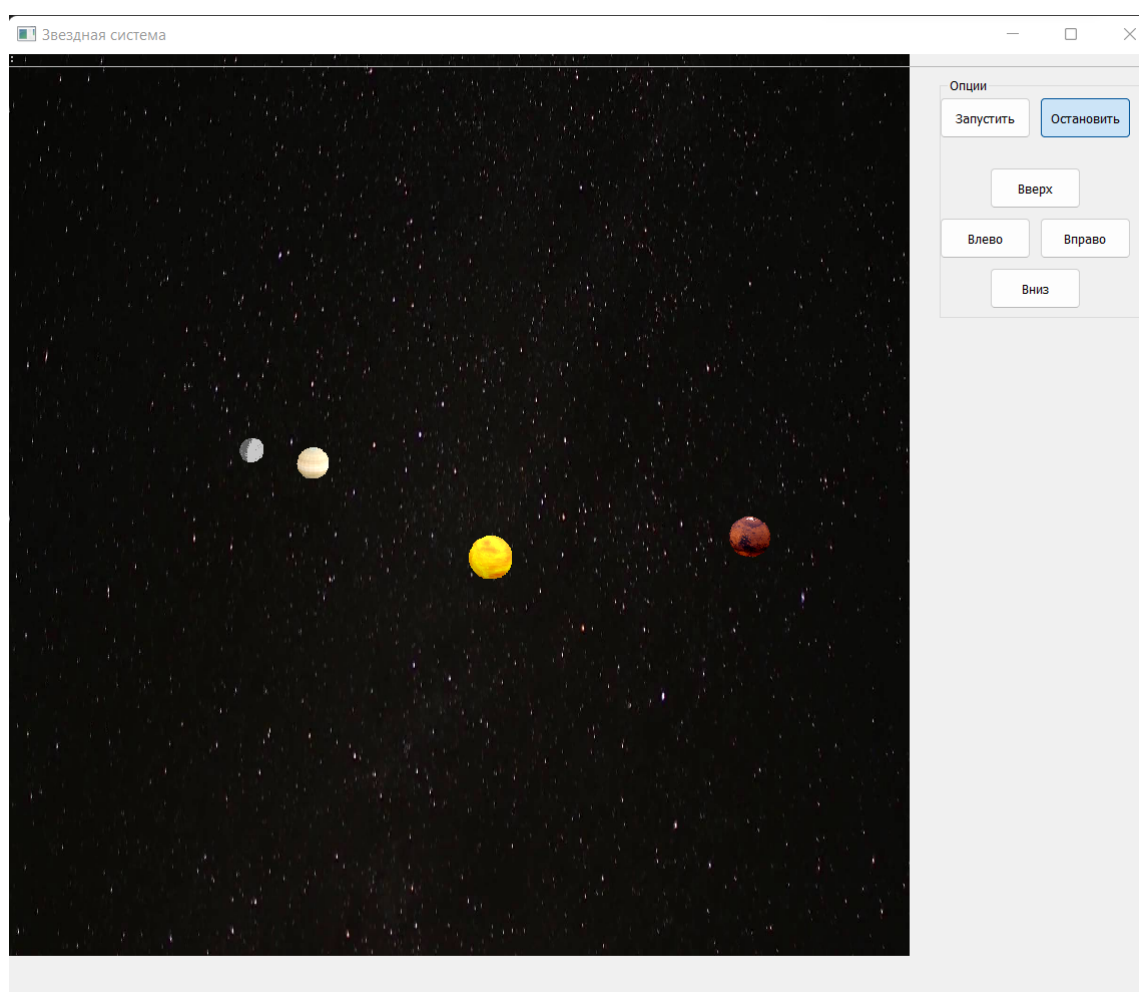 Звездная система
Опции
Запустить Остановить
Вверх
Влево Вправо
Вниз